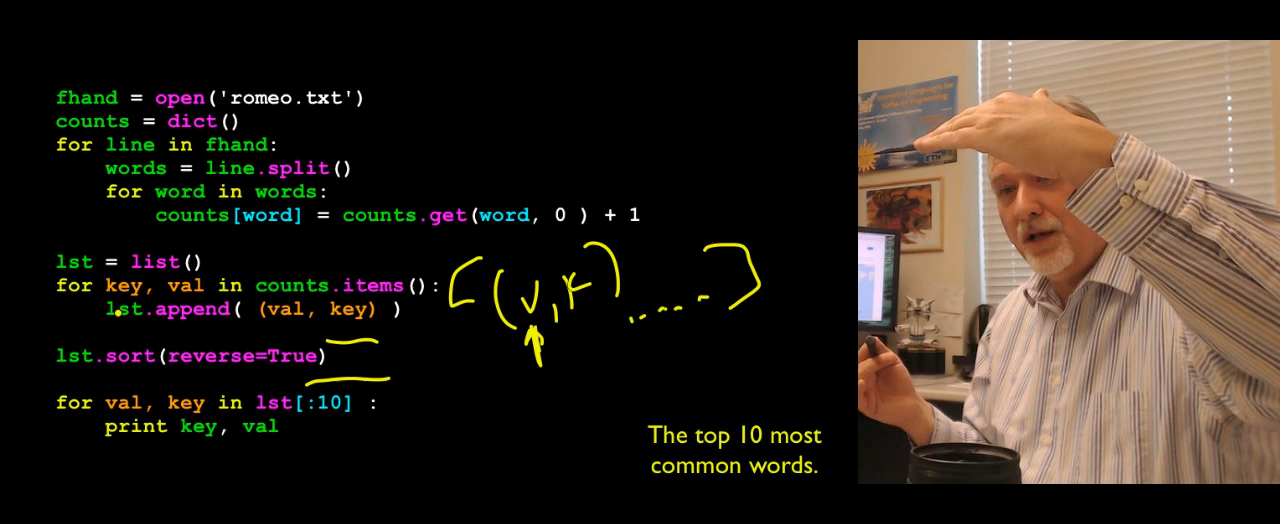 fhand = open('romeo.txt')
counts = dict()
for line in fhand:
    words = line.split()
    for word in words:
        counts[word] = counts.get(word, 0 ) + 1
lst = list()
for key, val in counts.items():
    lst.append( (val, key) )
[(v,k).....]
lst.sort(reverse=True)
for val, key in lst[:10] :
    print key, val
The top 10 most
common words.